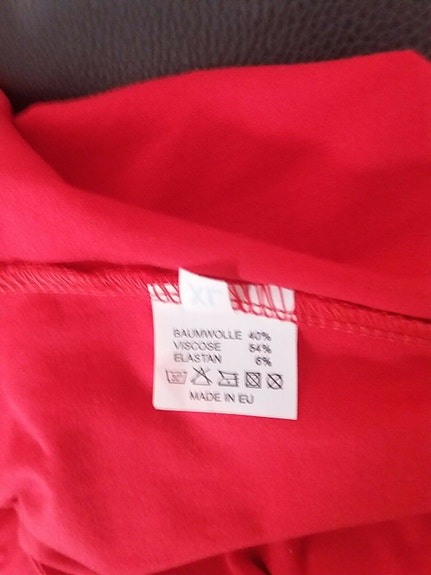 XL
BAUMWOLLE 40%
VISCOSE 54%
ELASTAN 6%
MADE IN EU